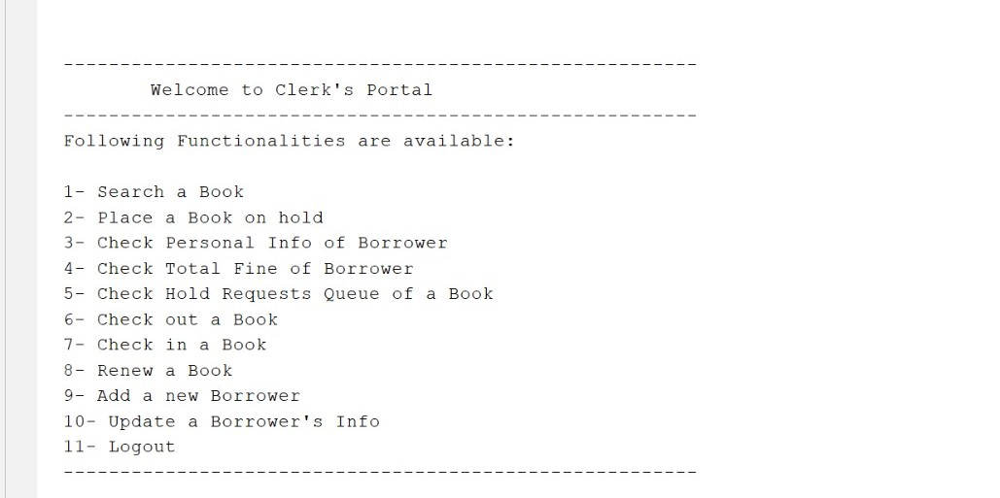 --------------------------------------------------------
Welcome to Clerk's Portal
--------------------------------------------------------
Following Functionalities are available:
1- Search a Book
2- Place a Book on hold
3- Check Personal Info of Borrower
4- Check Total Fine of Borrower
5- Check Hold Requests Queue of a Book
6- Check out a Book
7- Check in a Book
8- Renew a Book
9- Add a new Borrower
10- Update a Borrower's Info
11- Logout
--------------------------------------------------------